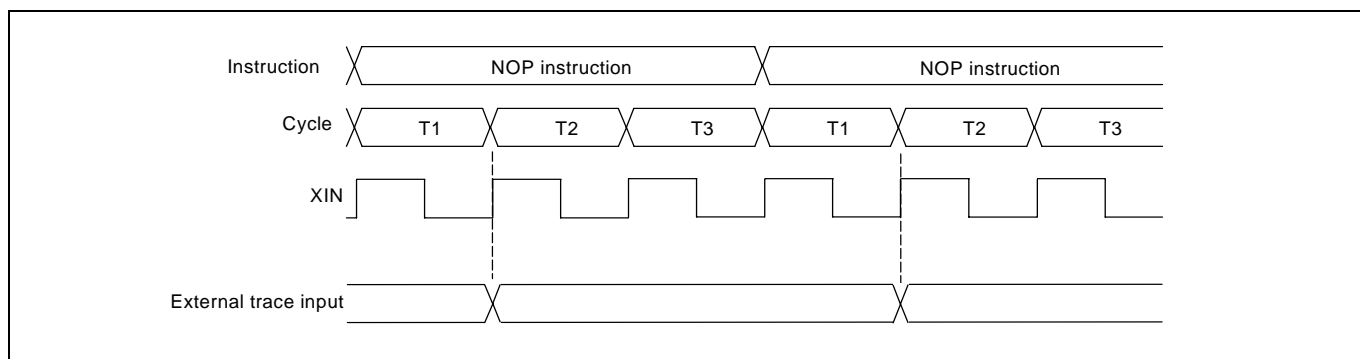 Instruction NOP instruction NOP instruction
Cycle T1 T2 T3 T1 T2 T3
XIN
External trace input